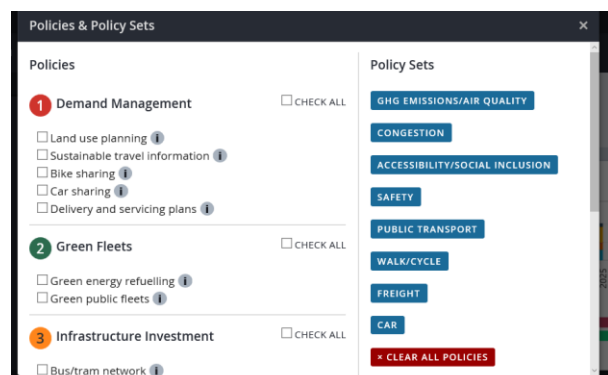 Policies & Policy Sets ×
Policies
1 Demand Management CHECK ALL
Land use planning i
Sustainable travel information i
Bike sharing i
Car sharing i
Delivery and servicing plans i
2 Green Fleets CHECK ALL
Green energy refuelling i
Green public fleets i
3 Infrastructure Investment CHECK ALL
Bus/tram network i
Policy Sets
GHG EMISSIONS/AIR QUALITY
CONGESTION
ACCESSIBILITY/SOCIAL INCLUSION
SAFETY
PUBLIC TRANSPORT
WALK/CYCLE
FREIGHT
CAR
× CLEAR ALL POLICIES
2025